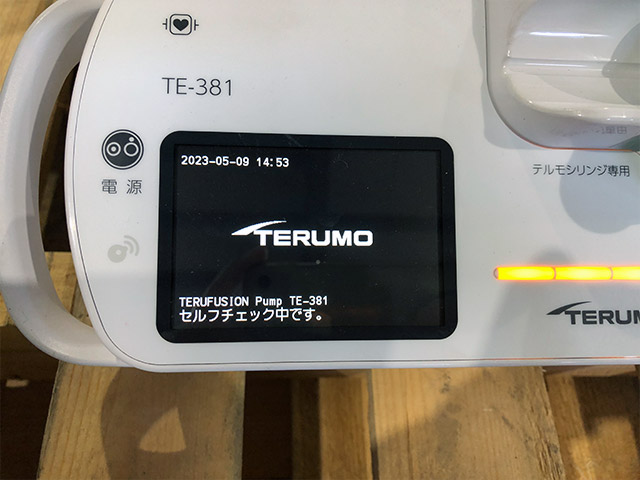 TE-381
2023-05-09 14:53
電源
テルモシリンジ専用
TERUMO
TERUMO
TERUFUSION Pump TE-381
セルフチェック中です。